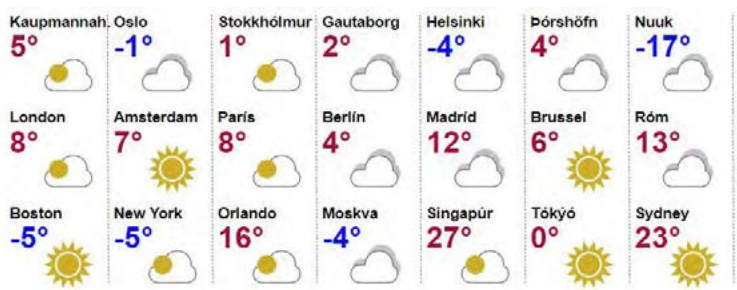 Kaupmannah. Oslo Stokkhólmur Gautaborg Helsinki Þórshöfn Nuuk
5° -1° 1° 2° -4° 4° -17°
London Amsterdam París Berlín Madríd Brussel Róm
8° 7° 8° 4° 12° 6° 13°
Boston New York Orlando Moskva Singapúr Tókýó Sydney
-5° -5° 16° -4° 27° 0° 23°